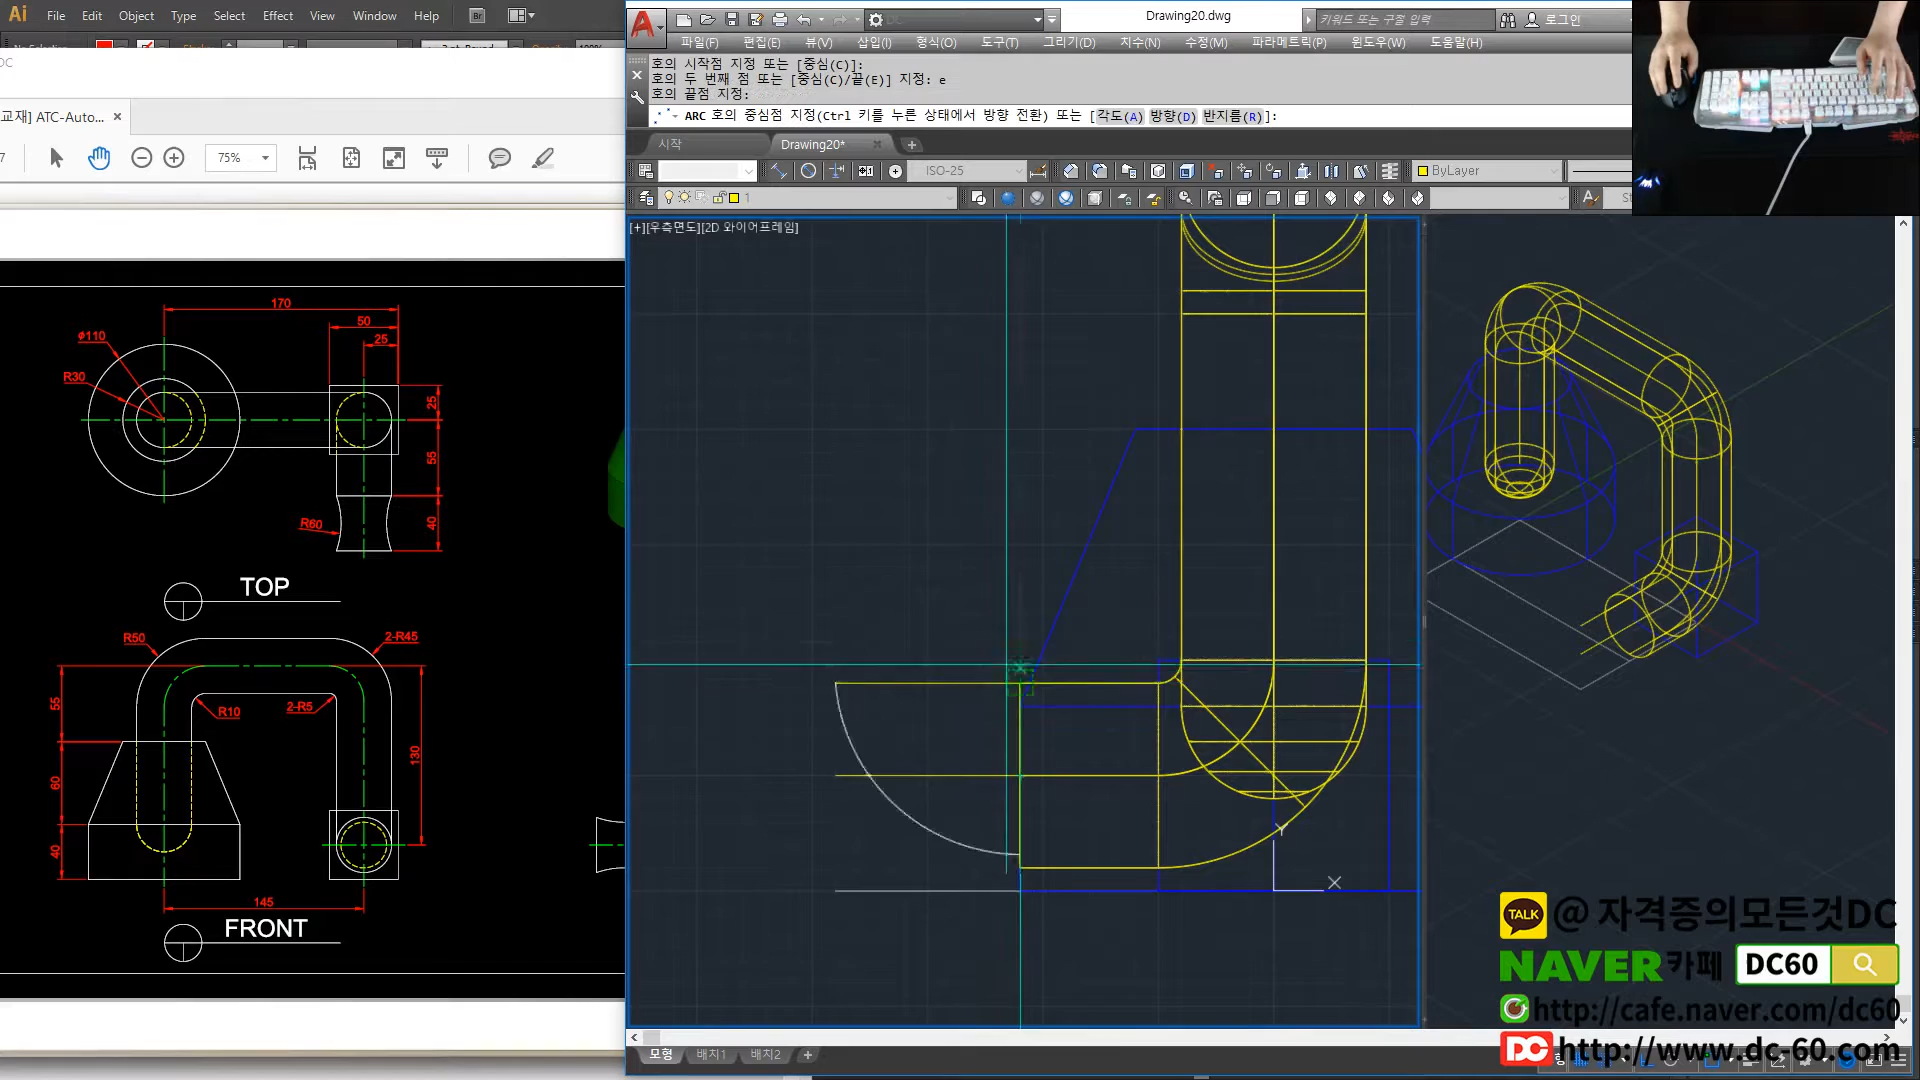 Ai File Edit Object Type Select Effect View Window Help Br
DC
교재] ATC-Auto... ×
7 75%
170
50
25
ϕ110
R30
25
55
R60
40
TOP
R50
2-R45
55
R10
2-R5
130
60
40
145
FRONT
Drawing20.dwg
키워드 또는 구절 입력
로그인
파일(F) 편집(E) 뷰(V) 삽입(I) 형식(O) 도구(T) 그리기(D) 치수(N) 수정(M) 파라메트릭(P) 윈도우(W) 도움말(H)
호의 시작점 지정 또는 [중심(C)]:
호의 두 번째 점 또는 [중심(C)/끝(E)] 지정: e
호의 끝점 지정:
ARC 호의 중심점 지정(Ctrl 키를 누른 상태에서 방향 전환) 또는 [각도(A) 방향(D) 반지름(R)]:
시작 Drawing20* +
ISO-25 ByLayer
1
[+][우측면도][2D 와이어프레임]
Y
X
모형 배치1 배치2 +
TALK @ 자격증의모든것DC
NAVER 카페 DC60
http://cafe.naver.com/dc60
DC http://www.dc-60.com